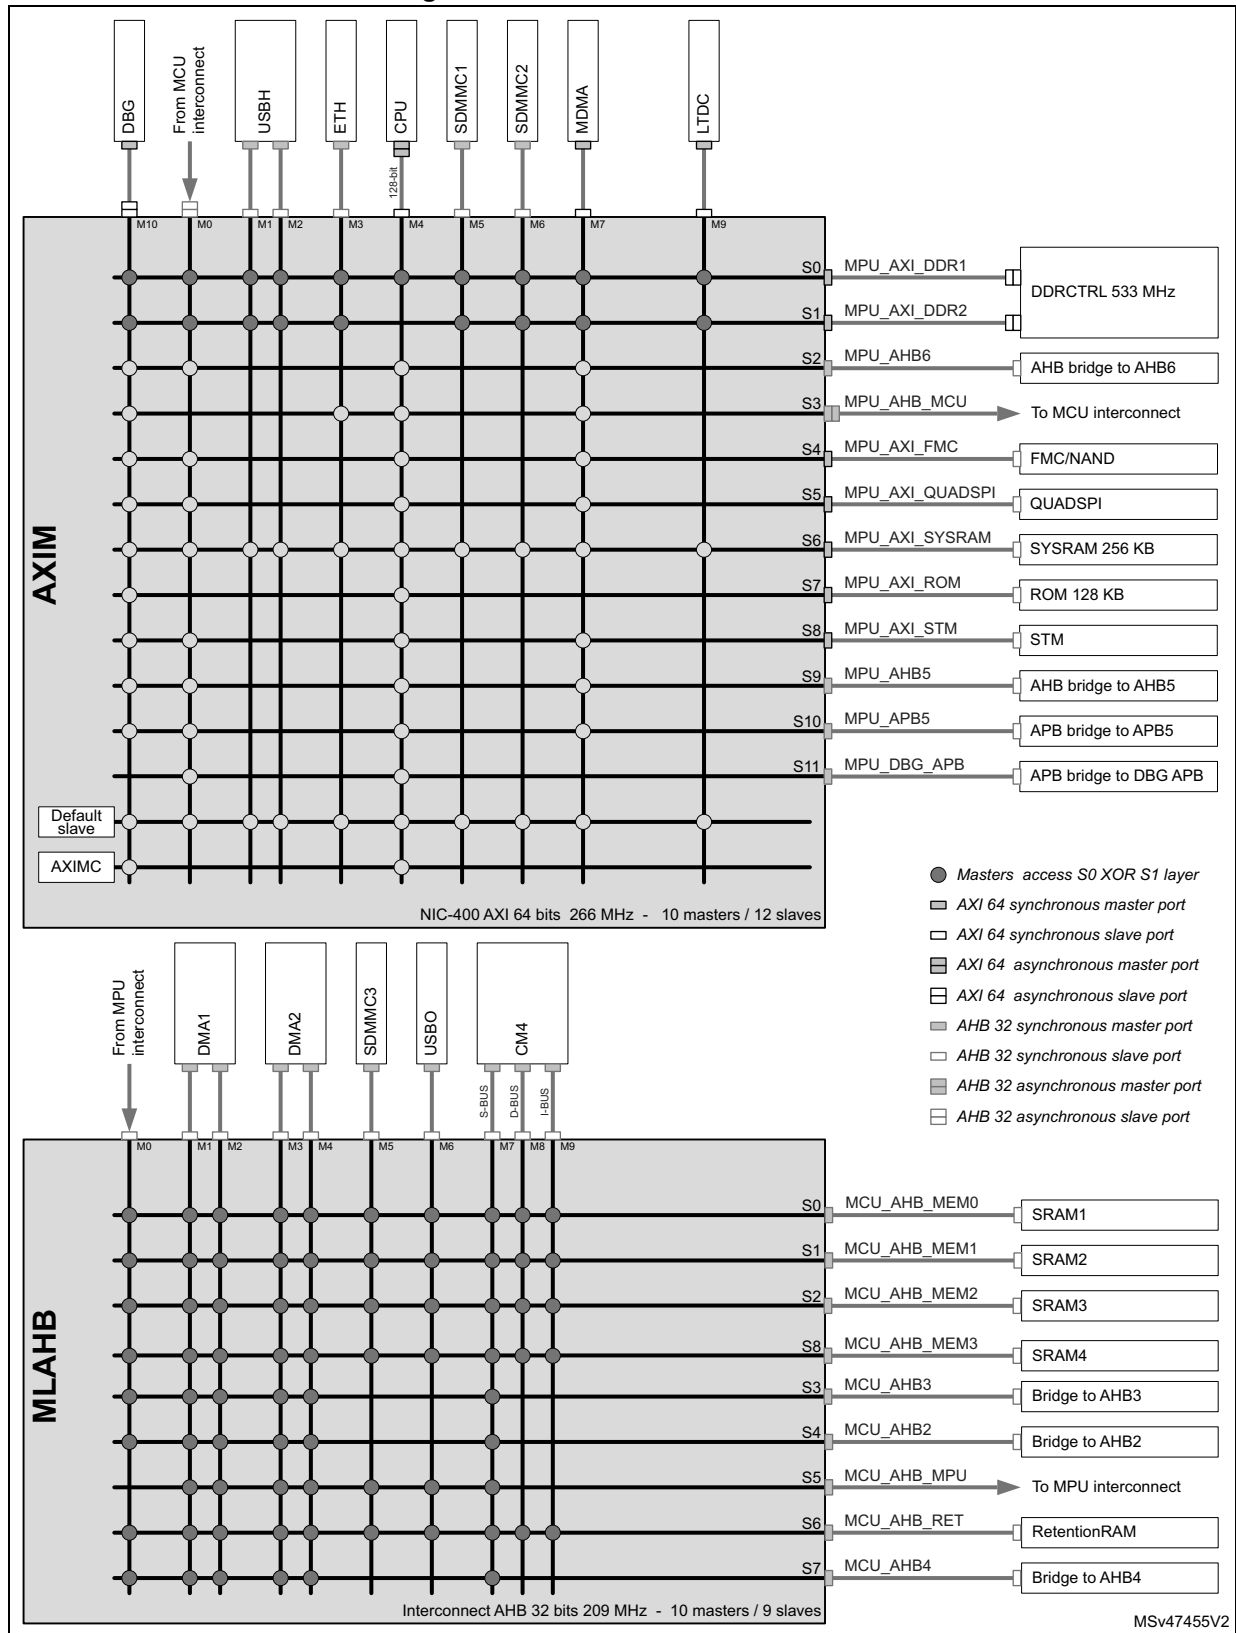 DBG
From MCU
interconnect
USBH
ETH
CPU
SDMMC1
SDMMC2
MDMA
LTDC
128-bit
M10
M0
M1
M2
M3
M4
M5
M6
M7
M9
AXIM
S0
MPU_AXI_DDR1
DDRCTRL 533 MHz
S1
MPU_AXI_DDR2
S2
MPU_AHB6
AHB bridge to AHB6
S3
MPU_AHB_MCU
To MCU interconnect
S4
MPU_AXI_FMC
FMC/NAND
S5
MPU_AXI_QUADSPI
QUADSPI
S6
MPU_AXI_SYSRAM
SYSRAM 256 KB
S7
MPU_AXI_ROM
ROM 128 KB
S8
MPU_AXI_STM
STM
S9
MPU_AHB5
AHB bridge to AHB5
S10
MPU_APB5
APB bridge to APB5
S11
MPU_DBG_APB
APB bridge to DBG APB
Default
slave
AXIMC
NIC-400 AXI 64 bits 266 MHz - 10 masters / 12 slaves
Masters access S0 XOR S1 layer
AXI 64 synchronous master port
AXI 64 synchronous slave port
AXI 64 asynchronous master port
AXI 64 asynchronous slave port
AHB 32 synchronous master port
AHB 32 synchronous slave port
AHB 32 asynchronous master port
AHB 32 asynchronous slave port
From MPU
interconnect
DMA1
DMA2
SDMMC3
USBO
CM4
S-BUS
D-BUS
I-BUS
M0
M1
M2
M3
M4
M5
M6
M7
M8
M9
MLAHB
S0
MCU_AHB_MEM0
SRAM1
S1
MCU_AHB_MEM1
SRAM2
S2
MCU_AHB_MEM2
SRAM3
S8
MCU_AHB_MEM3
SRAM4
S3
MCU_AHB3
Bridge to AHB3
S4
MCU_AHB2
Bridge to AHB2
S5
MCU_AHB_MPU
To MPU interconnect
S6
MCU_AHB_RET
RetentionRAM
S7
MCU_AHB4
Bridge to AHB4
Interconnect AHB 32 bits 209 MHz - 10 masters / 9 slaves
MSv47455V2